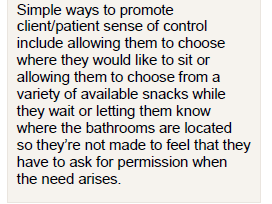 Simple ways to promote
client/patient sense of control
include allowing them to choose
where they would like to sit or
allowing them to choose from a
variety of available snacks while
they wait or letting them know
where the bathrooms are located
so they're not made to feel that they
have to ask for permission when
the need arises.